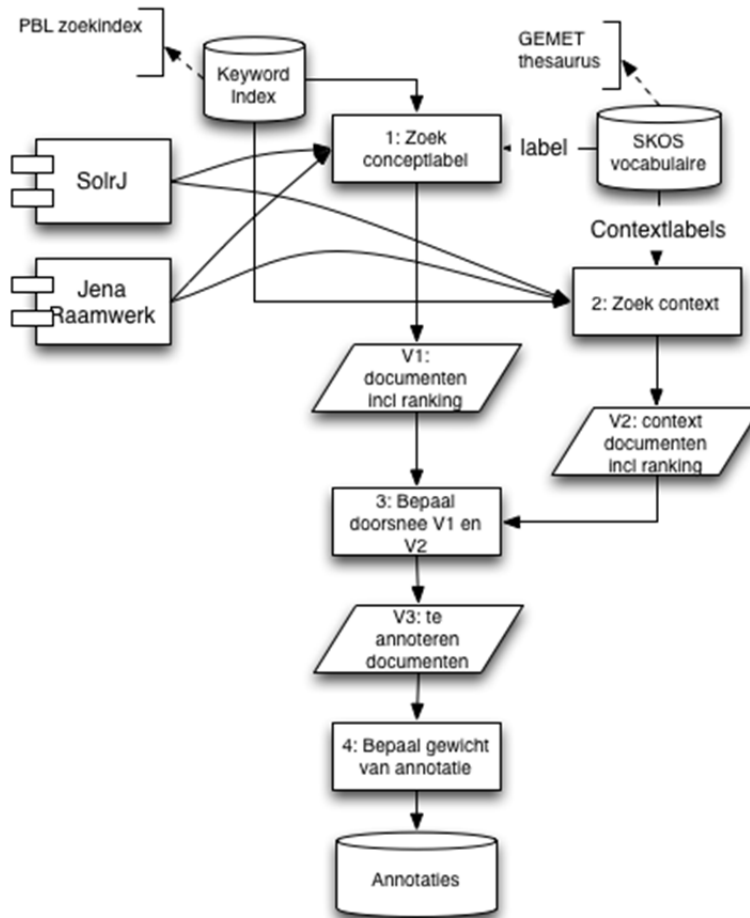 PBL zoekindex
Keyword
Index
GEMET
thesaurus
SolrJ
1: Zoek
conceptlabel
label
SKOS
vocabulaire
Contextlabels
Jena
Raamwerk
2: Zoek context
V1:
documenten
incl ranking
V2: context
documenten
incl ranking
3: Bepaal
doorsnee V1 en
V2
V3: te
annoteren
documenten
4: Bepaal gewicht
van annotatie
Annotaties